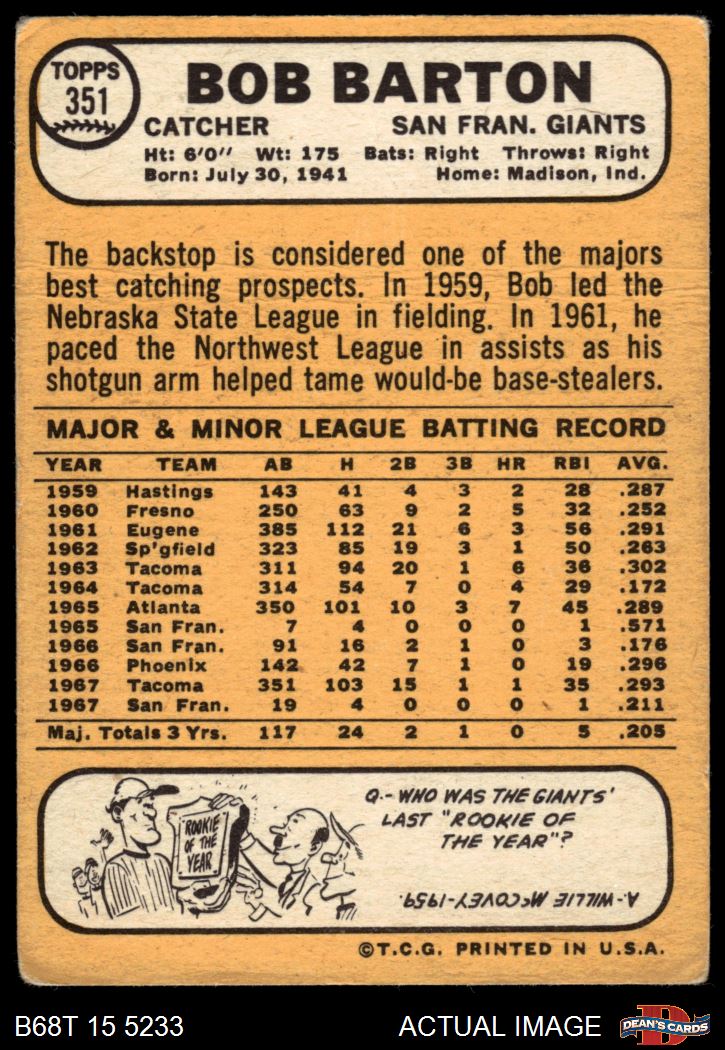 TOPPS
351
BOB BARTON
CATCHER SAN FRAN. GIANTS
Ht: 6'0" Wt: 175 Bats: Right Throws: Right
Born: July 30, 1941 Home: Madison, Ind.
The backstop is considered one of the majors
best catching prospects. In 1959, Bob led the
Nebraska State League in fielding. In 1961, he
paced the Northwest League in assists as his
shotgun arm helped tame would-be base-stealers.
MAJOR & MINOR LEAGUE BATTING RECORD
YEAR TEAM AB H 2B 3B HR RBI AVG.
1959 Hastings 143 41 4 3 2 28 .287
1960 Fresno 250 63 9 2 5 32 .252
1961 Eugene 385 112 21 6 3 56 .291
1962 Sp'gfield 323 85 19 3 1 50 .263
1963 Tacoma 311 94 20 1 6 36 .302
1964 Tacoma 314 54 7 0 4 29 .172
1965 Atlanta 350 101 10 3 7 45 .289
1965 San Fran. 7 4 0 0 0 1 .571
1966 San Fran. 91 16 2 1 0 3 .176
1966 Phoenix 142 42 7 1 0 19 .296
1967 Tacoma 351 103 15 1 1 35 .293
1967 San Fran. 19 4 0 0 0 1 .211
Maj. Totals 3 Yrs. 117 24 2 1 0 5 .205
ROOKIE
OF THE
YEAR
Q.- WHO WAS THE GIANTS'
LAST "ROOKIE OF
THE YEAR"?
A- WILLIE McCOVEY-1959.
©T.C.G. PRINTED IN U.S.A.
B68T 15 5233 ACTUAL IMAGE
D
DEAN'S CARDS